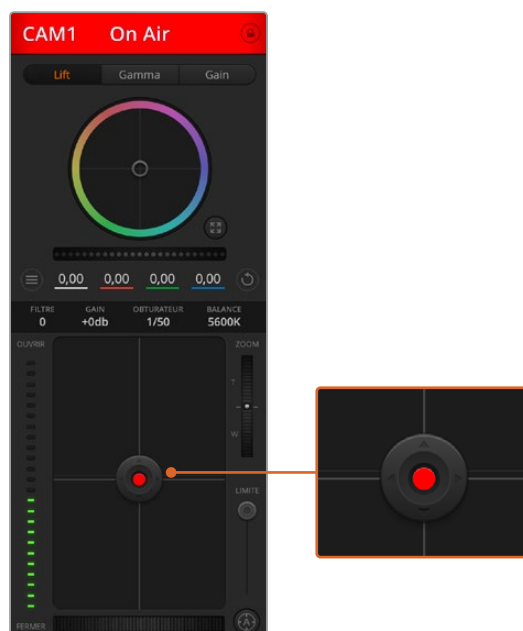 CAM1 On Air
Lift Gamma Gain
0,00 0,00 0,00 0,00
FILTRE GAIN OBTURATEUR BALANCE
0 +0db 1/50 5600K
OUVRIR ZOOM
T
W
LIMITE
FERMER A